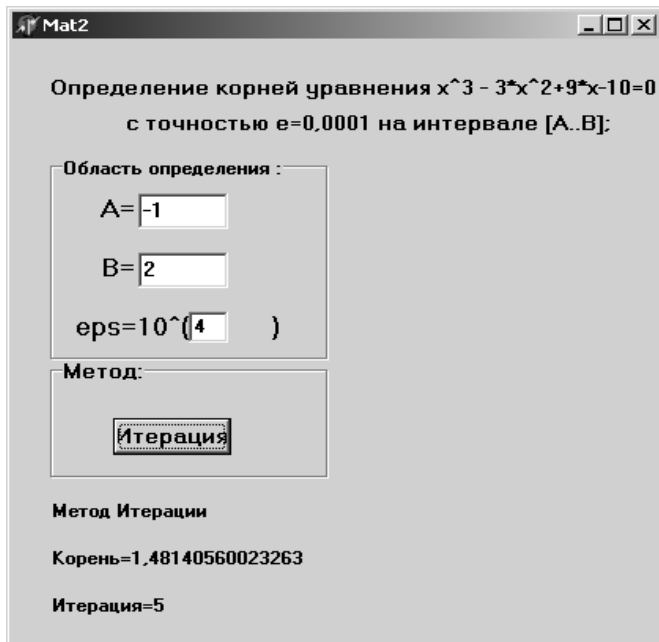 Mat2
Определение корней уравнения x^3 - 3*x^2+9*x-10=0
с точностью e=0,0001 на интервале [A..B];
Область определения :
A= -1
B= 2
eps=10^(4 )
Метод:
Итерация
Метод Итерации
Корень=1,48140560023263
Итерация=5